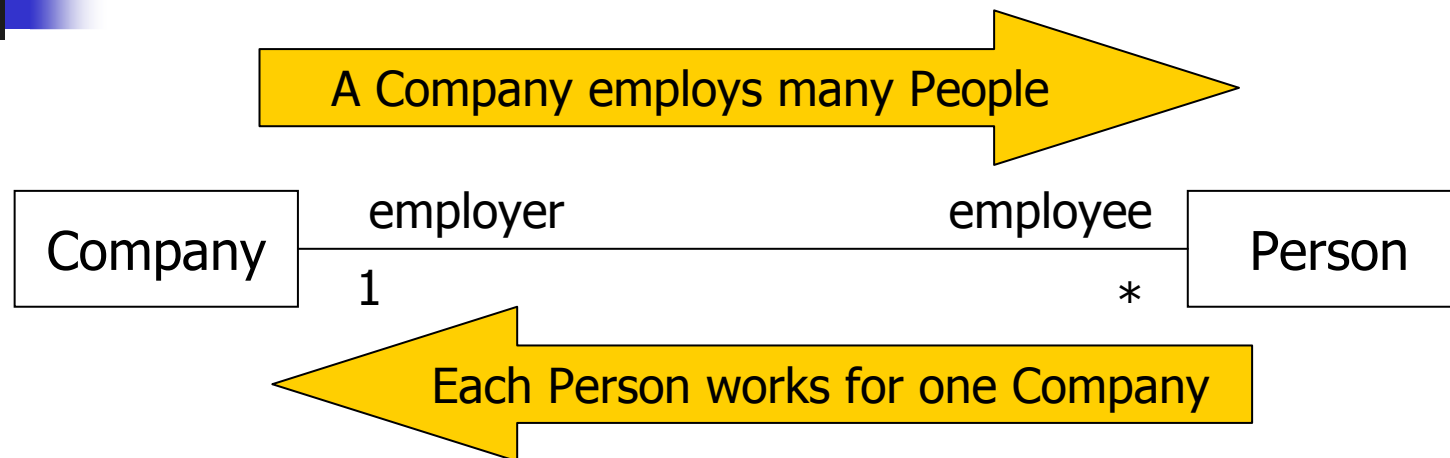 A Company employs many People
employer employee
Company Person
1 *
Each Person works for one Company